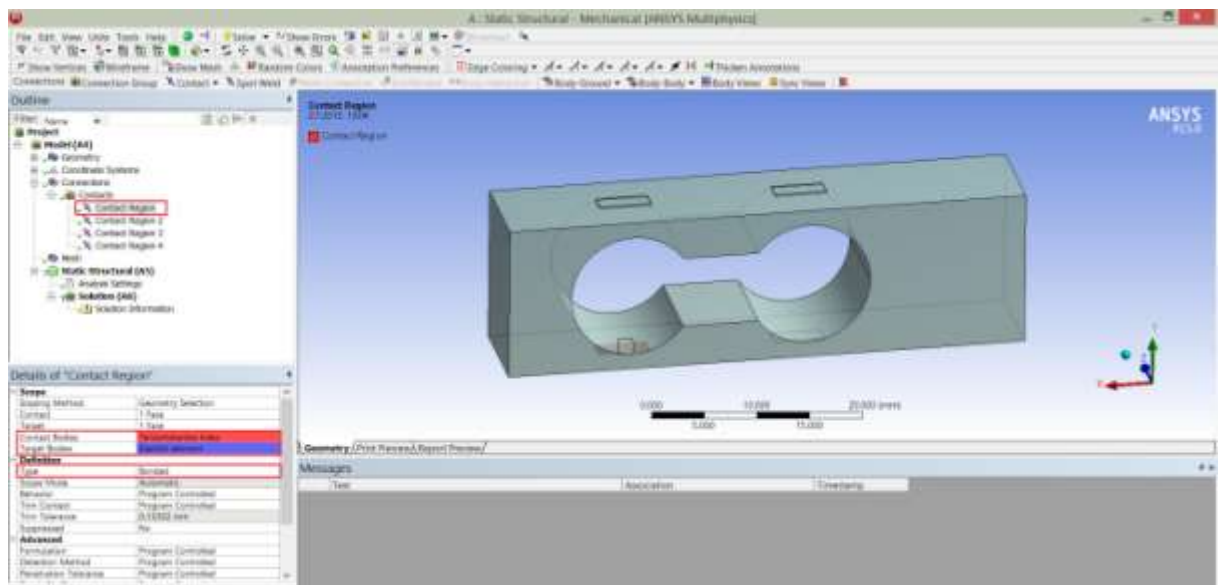 A : Static Structural - Mechanical [ANSYS Multiphysics]
File Edit View Units Tools Help Solve Show Errors
Show Vertices Wireframe Show Mesh Random Colors Annotation Preferences Edge Coloring Thicken Annotations
Connections Connection Group Contact Spot Weld Body-Ground Body-Body Body Views Sync Views
Outline
Filter: Name
Project
Model (A4)
Geometry
Coordinate Systems
Connections
Contacts
Contact Region
Contact Region 2
Contact Region 3
Contact Region 4
Mesh
Static Structural (A5)
Analysis Settings
Solution (A6)
Solution Information
Contact Region
Contact Region
ANSYS
0,000 10,000 20,000 (mm)
5,000 15,000
Geometry Print Preview Report Preview
Details of "Contact Region"
Scope
Scoping Method Geometry Selection
Contact 1 Face
Target 1 Face
Contact Bodies
Target Bodies
Definition
Type Bonded
Scope Mode Automatic
Behavior Program Controlled
Trim Contact Program Controlled
Trim Tolerance
Suppressed No
Advanced
Formulation Program Controlled
Detection Method Program Controlled
Penetration Tolerance Program Controlled
Messages
Text Association Timestamp